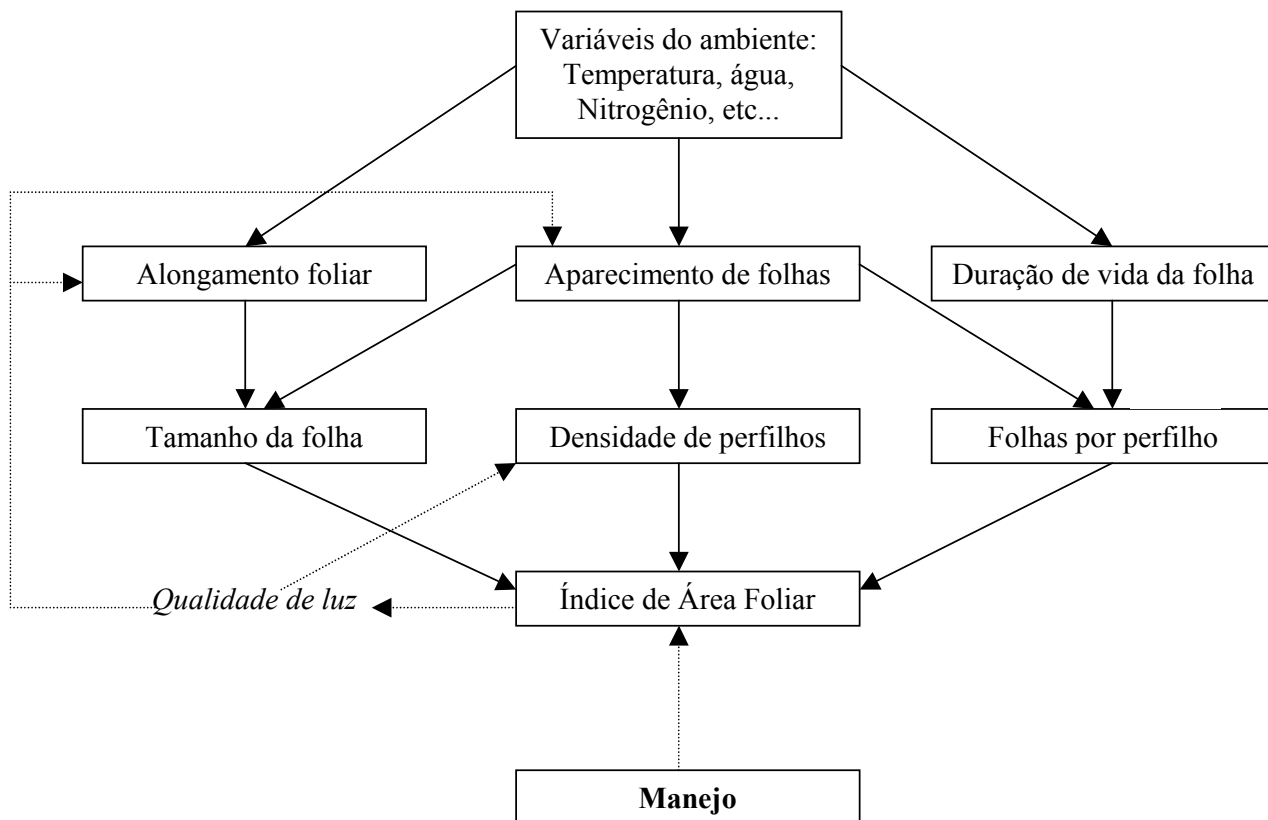 Variáveis do ambiente:
Temperatura, água,
Nitrogênio, etc...
Alongamento foliar
Aparecimento de folhas
Duração de vida da folha
Tamanho da folha
Densidade de perfilhos
Folhas por perfilho
Qualidade de luz
Índice de Área Foliar
Manejo